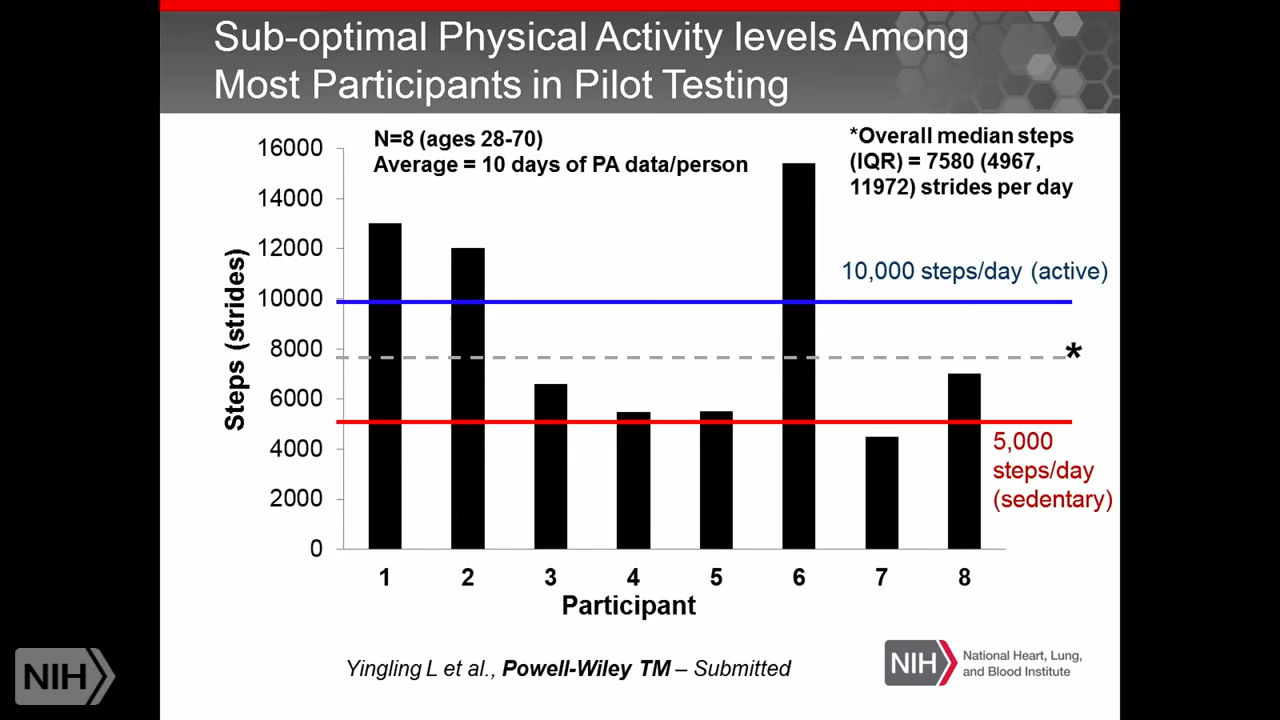 Sub-optimal Physical Activity levels Among
Most Participants in Pilot Testing
N=8 (ages 28-70)
Average = 10 days of PA data/person
*Overall median steps
(IQR) = 7580 (4967,
11972) strides per day
16000
14000
12000
10000
8000
6000
4000
2000
0
Steps (strides)
10,000 steps/day (active)
*
5,000
steps/day
(sedentary)
1 2 3 4 5 6 7 8
Participant
Yingling L et al., Powell-Wiley TM – Submitted
NIH
National Heart, Lung,
and Blood Institute
NIH